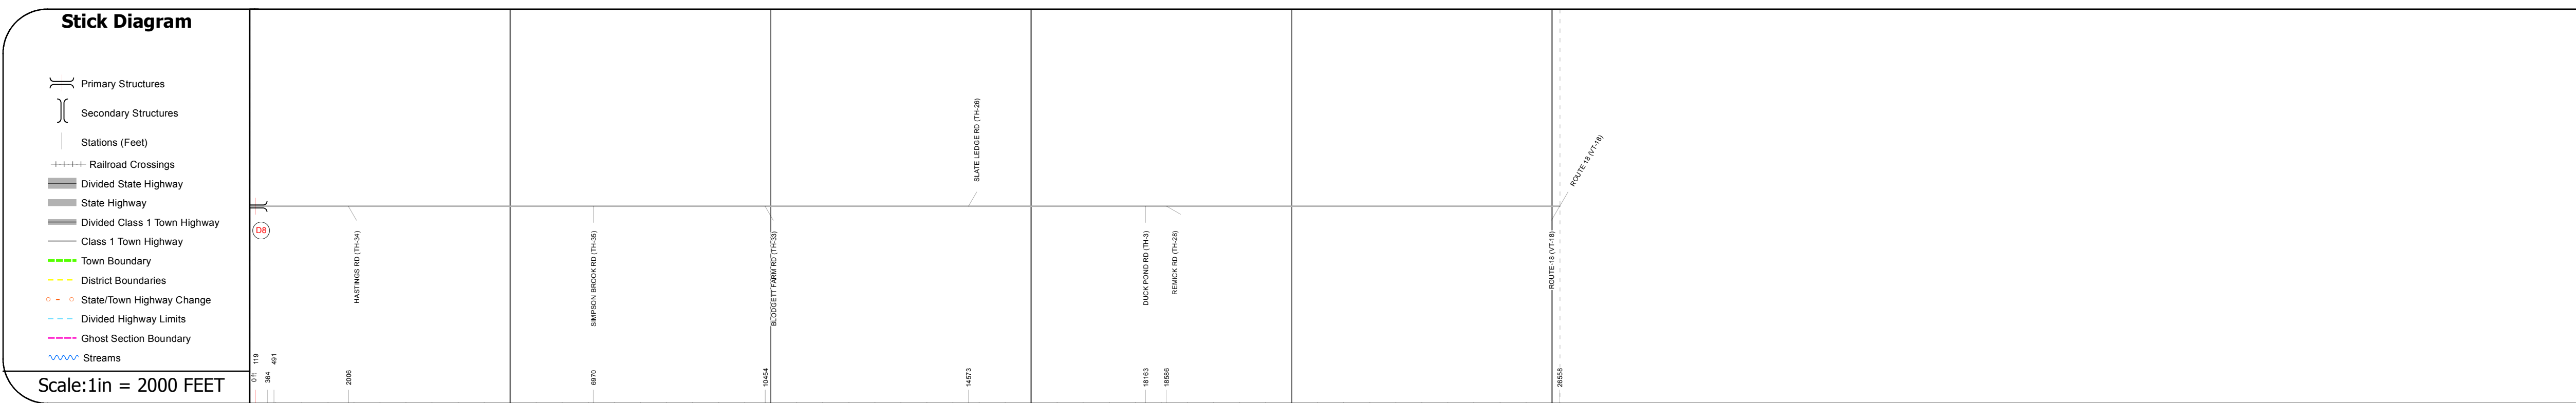 Stick Diagram
Primary Structures
Secondary Structures
Stations (Feet)
Railroad Crossings
Divided State Highway
State Highway
Divided Class 1 Town Highway
Class 1 Town Highway
Town Boundary
District Boundaries
State/Town Highway Change
Divided Highway Limits
Ghost Section Boundary
Streams
Scale:1in = 2000 FEET
D8
HASTINGS RD (TH-34)
SIMPSON BROOK RD (TH-35)
BLODGETT FARM RD (TH-33)
SLATE LEDGE RD (TH-26)
DUCK POND RD (TH-3)
REMICK RD (TH-28)
ROUTE-18 (VT-18)
ROUTE-18 (VT-18)
0 ft
119
364
491
2006
6970
10454
14573
18163
18586
26558